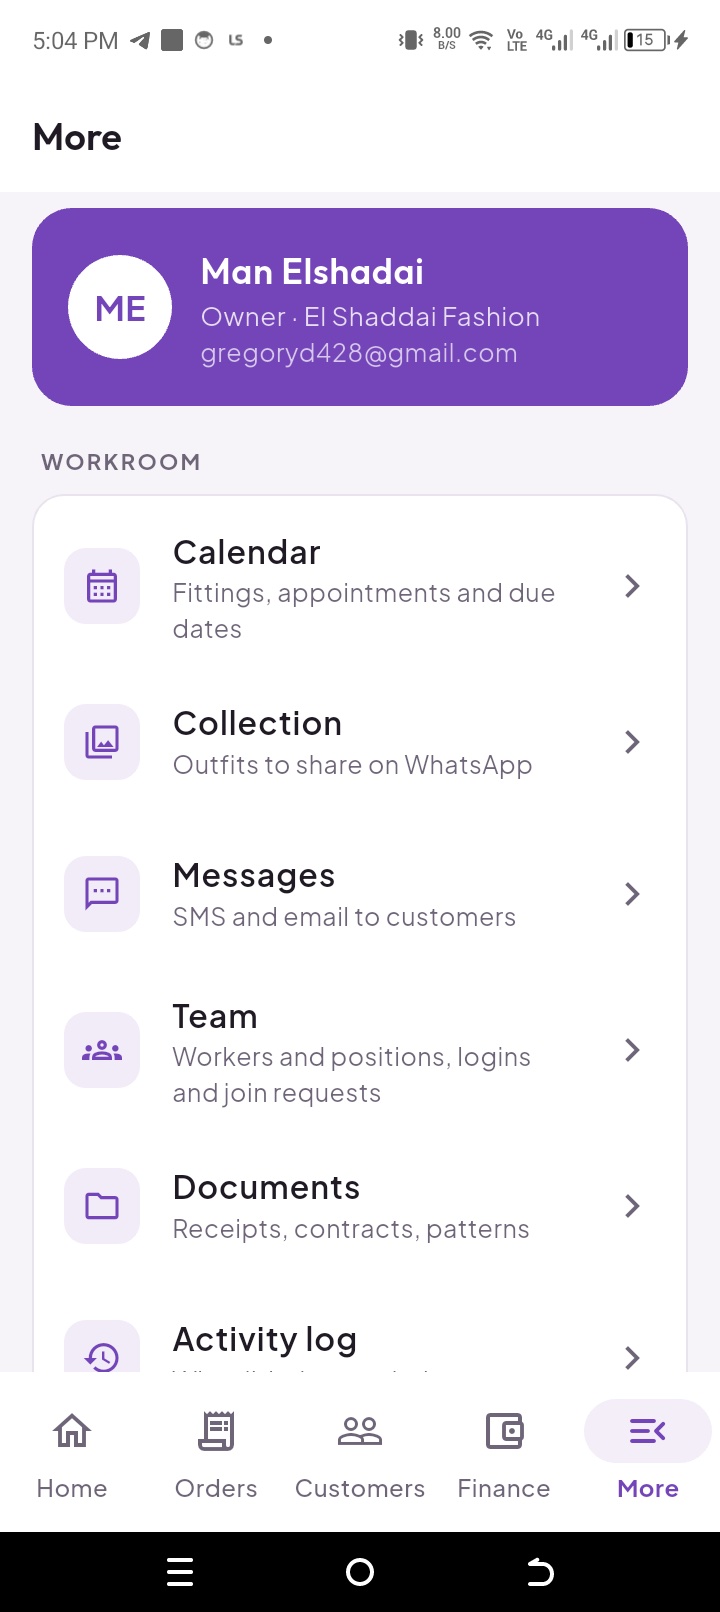 5:04 PM LS 8.00 B/S Vo LTE 4G 4G 15
More
ME
Man Elshadai
Owner · El Shaddai Fashion
gregoryd428@gmail.com
WORKROOM
Calendar
Fittings, appointments and due
dates
Collection
Outfits to share on WhatsApp
Messages
SMS and email to customers
Team
Workers and positions, logins
and join requests
Documents
Receipts, contracts, patterns
Activity log
Home Orders Customers Finance More